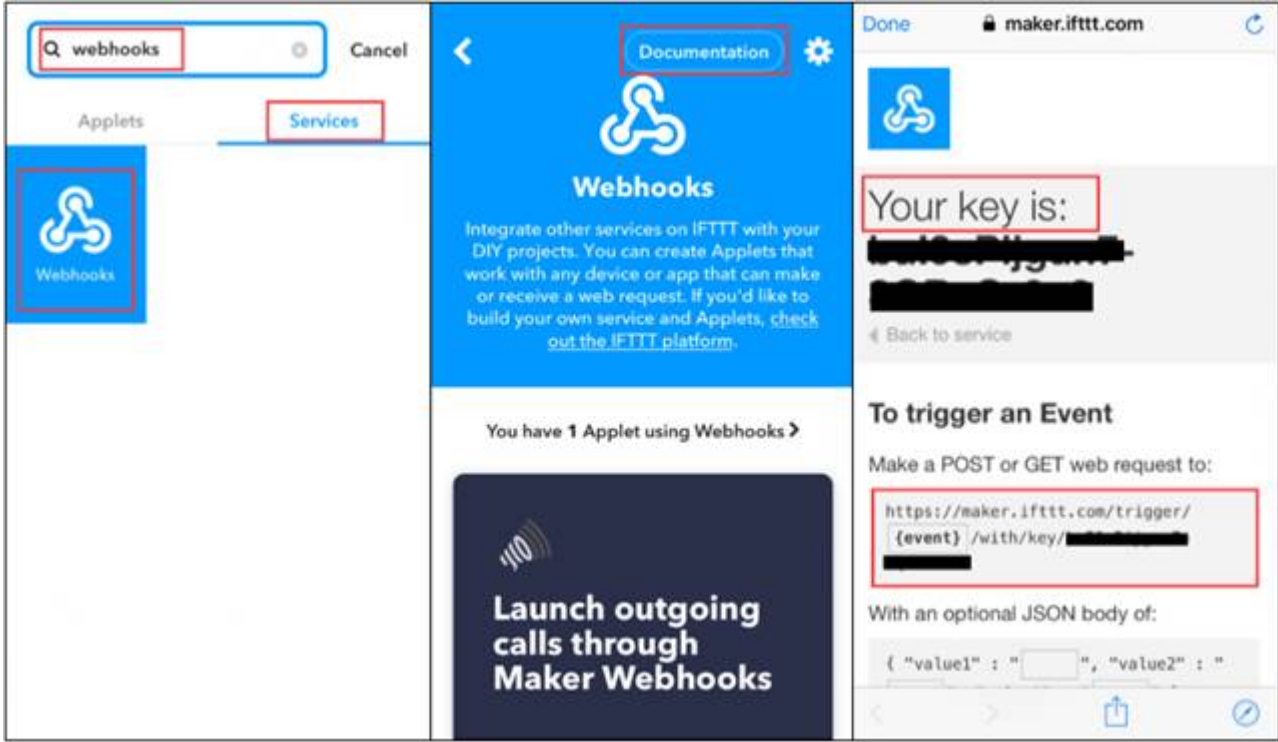 webhooks
Cancel
Applets
Services
Webhooks
Documentation
Webhooks
Integrate other services on IFTTT with your
DIY projects. You can create Applets that
work with any device or app that can make
or receive a web request. If you'd like to
build your own service and Applets, check
out the IFTTT platform.
You have 1 Applet using Webhooks
Launch outgoing
calls through
Maker Webhooks
Done
maker.ifttt.com
Your key is:
Back to service
To trigger an Event
Make a POST or GET web request to:
https://maker.ifttt.com/trigger/
{event} /with/key/
With an optional JSON body of:
{ "value1" : " ", "value2" : "